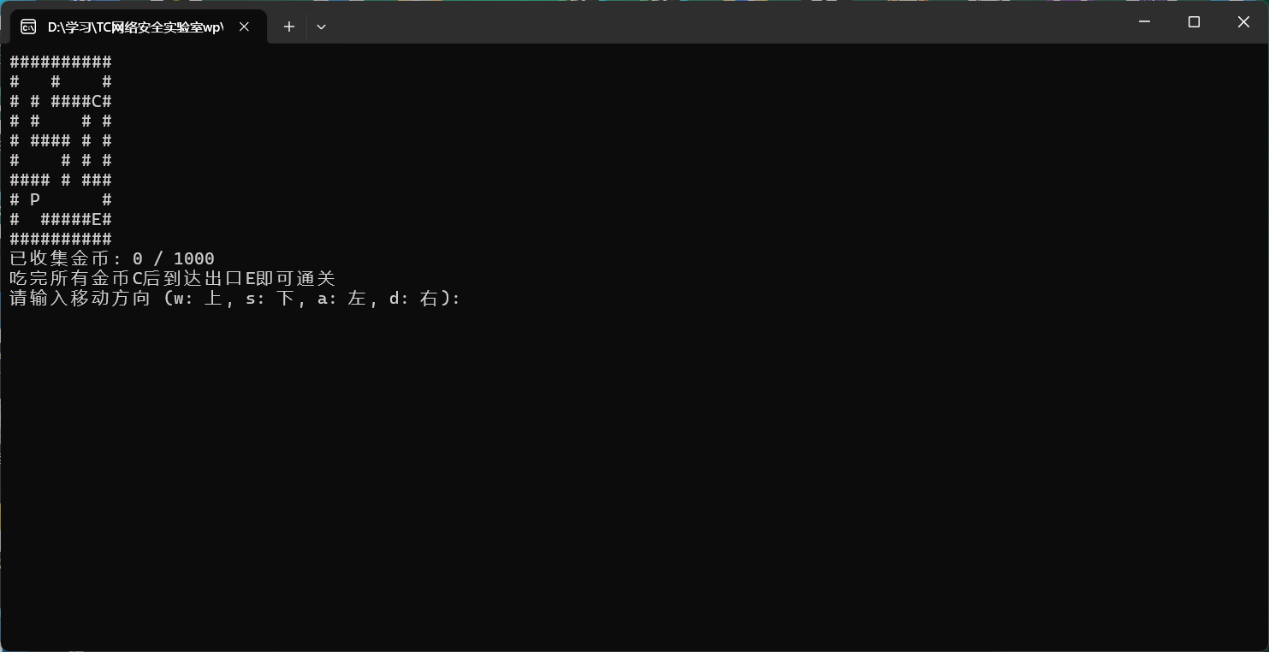 D:\学习\TC网络安全实验室wp\
##########
#   #    #
# # ####C#
# #    # #
# #### # #
#    # # #
#### # ###
# P      #
#  #####E#
##########
已收集金币: 0 / 1000
吃完所有金币C后到达出口E即可通关
请输入移动方向 (w: 上, s: 下, a: 左, d: 右):